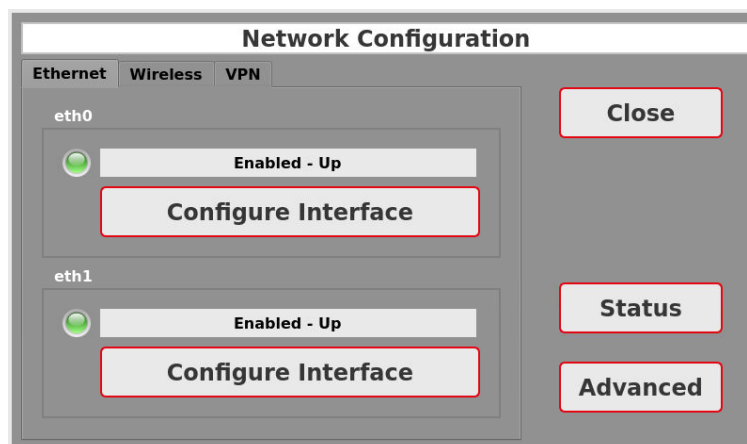 Network Configuration
Ethernet Wireless VPN
eth0
Enabled - Up
Configure Interface
eth1
Enabled - Up
Configure Interface
Close
Status
Advanced